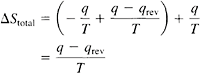 ΔS_total = (−q/T + (q − q_rev)/T) + q/T
= (q − q_rev)/T